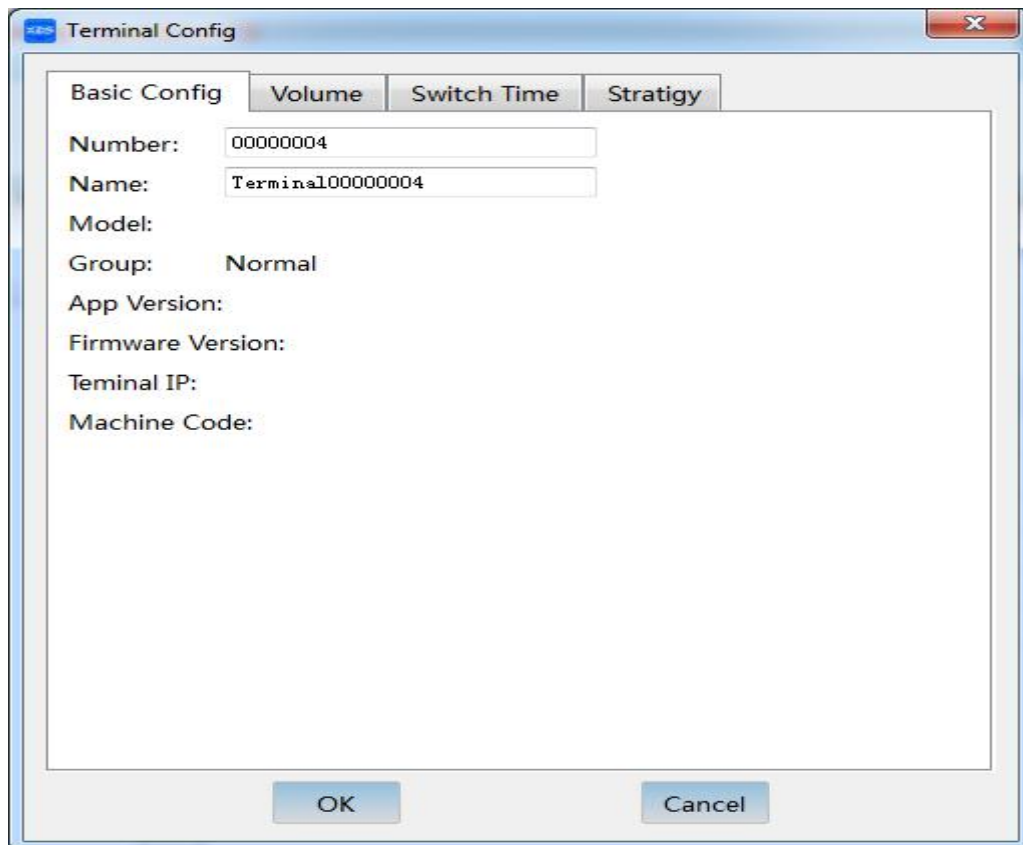 Terminal Config
Basic Config Volume Switch Time Stratigy
Number: 00000004
Name: Terminal00000004
Model:
Group: Normal
App Version:
Firmware Version:
Teminal IP:
Machine Code:
OK Cancel